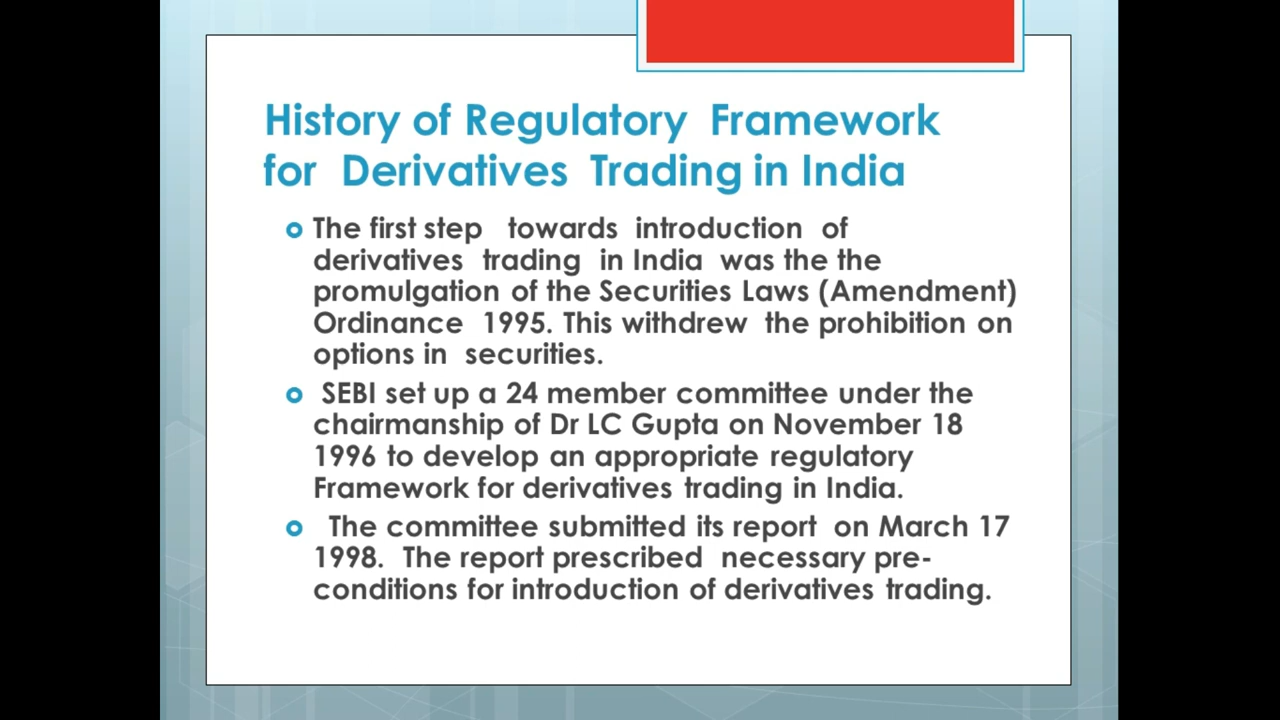 History of Regulatory Framework
for Derivatives Trading in India
The first step towards introduction of
derivatives trading in India was the the
promulgation of the Securities Laws (Amendment)
Ordinance 1995. This withdrew the prohibition on
options in securities.
SEBI set up a 24 member committee under the
chairmanship of Dr LC Gupta on November 18
1996 to develop an appropriate regulatory
Framework for derivatives trading in India.
The committee submitted its report on March 17
1998. The report prescribed necessary pre-
conditions for introduction of derivatives trading.